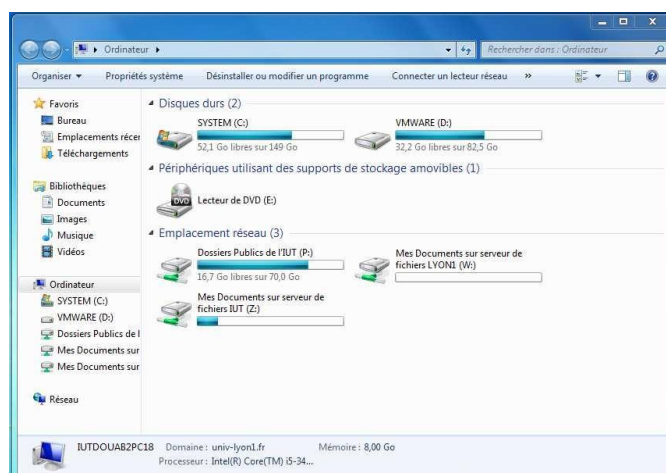 Ordinateur
Rechercher dans : Ordinateur
Organiser
Propriétés système
Désinstaller ou modifier un programme
Connecter un lecteur réseau
»
Favoris
Bureau
Emplacements récer
Téléchargements
Bibliothèques
Documents
Images
Musique
Vidéos
Ordinateur
SYSTEM (C:)
VMWARE (D:)
Dossiers Publics de l
Mes Documents sur
Mes Documents sur
Réseau
Disques durs (2)
SYSTEM (C:)
52,1 Go libres sur 149 Go
VMWARE (D:)
32,2 Go libres sur 82,5 Go
Périphériques utilisant des supports de stockage amovibles (1)
DVD
Lecteur de DVD (E:)
Emplacement réseau (3)
Dossiers Publics de l'IUT (P:)
16,7 Go libres sur 70,0 Go
Mes Documents sur serveur de
fichiers LYON1 (W:)
Mes Documents sur serveur de
fichiers IUT (Z:)
IUTDOUAB2PC18 Domaine : univ-lyon1.fr Mémoire : 8,00 Go
Processeur : Intel(R) Core(TM) i5-34...